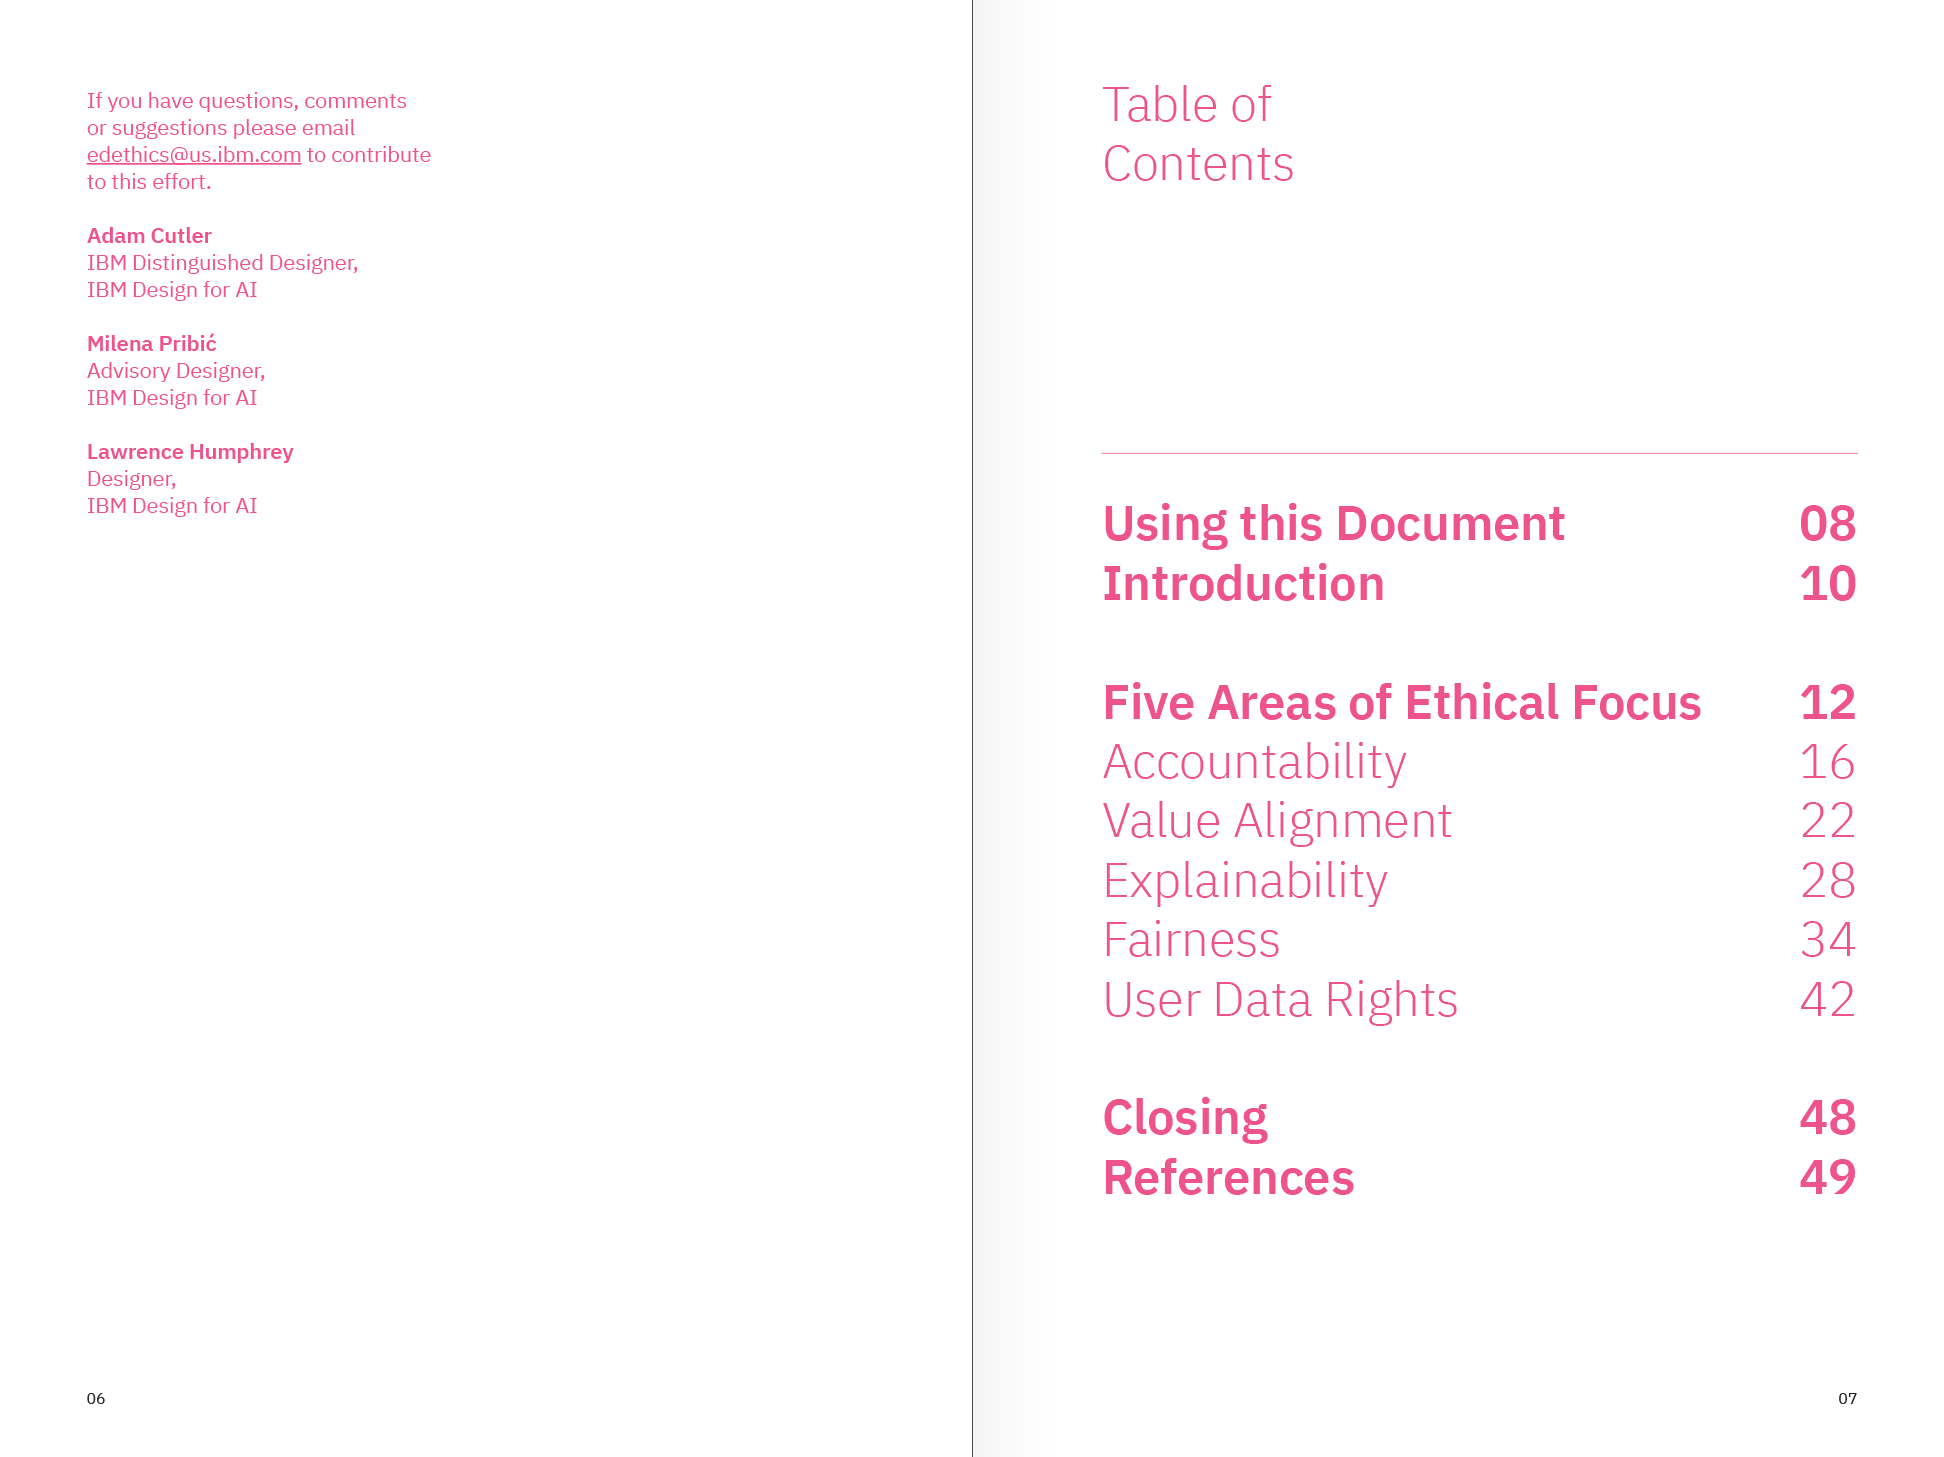 If you have questions, comments
or suggestions please email
edethics@us.ibm.com to contribute
to this effort.
Adam Cutler
IBM Distinguished Designer,
IBM Design for AI
Milena Pribić
Advisory Designer,
IBM Design for AI
Lawrence Humphrey
Designer,
IBM Design for AI
06
Table of
Contents
Using this Document 08
Introduction 10
Five Areas of Ethical Focus 12
Accountability 16
Value Alignment 22
Explainability 28
Fairness 34
User Data Rights 42
Closing 48
References 49
07